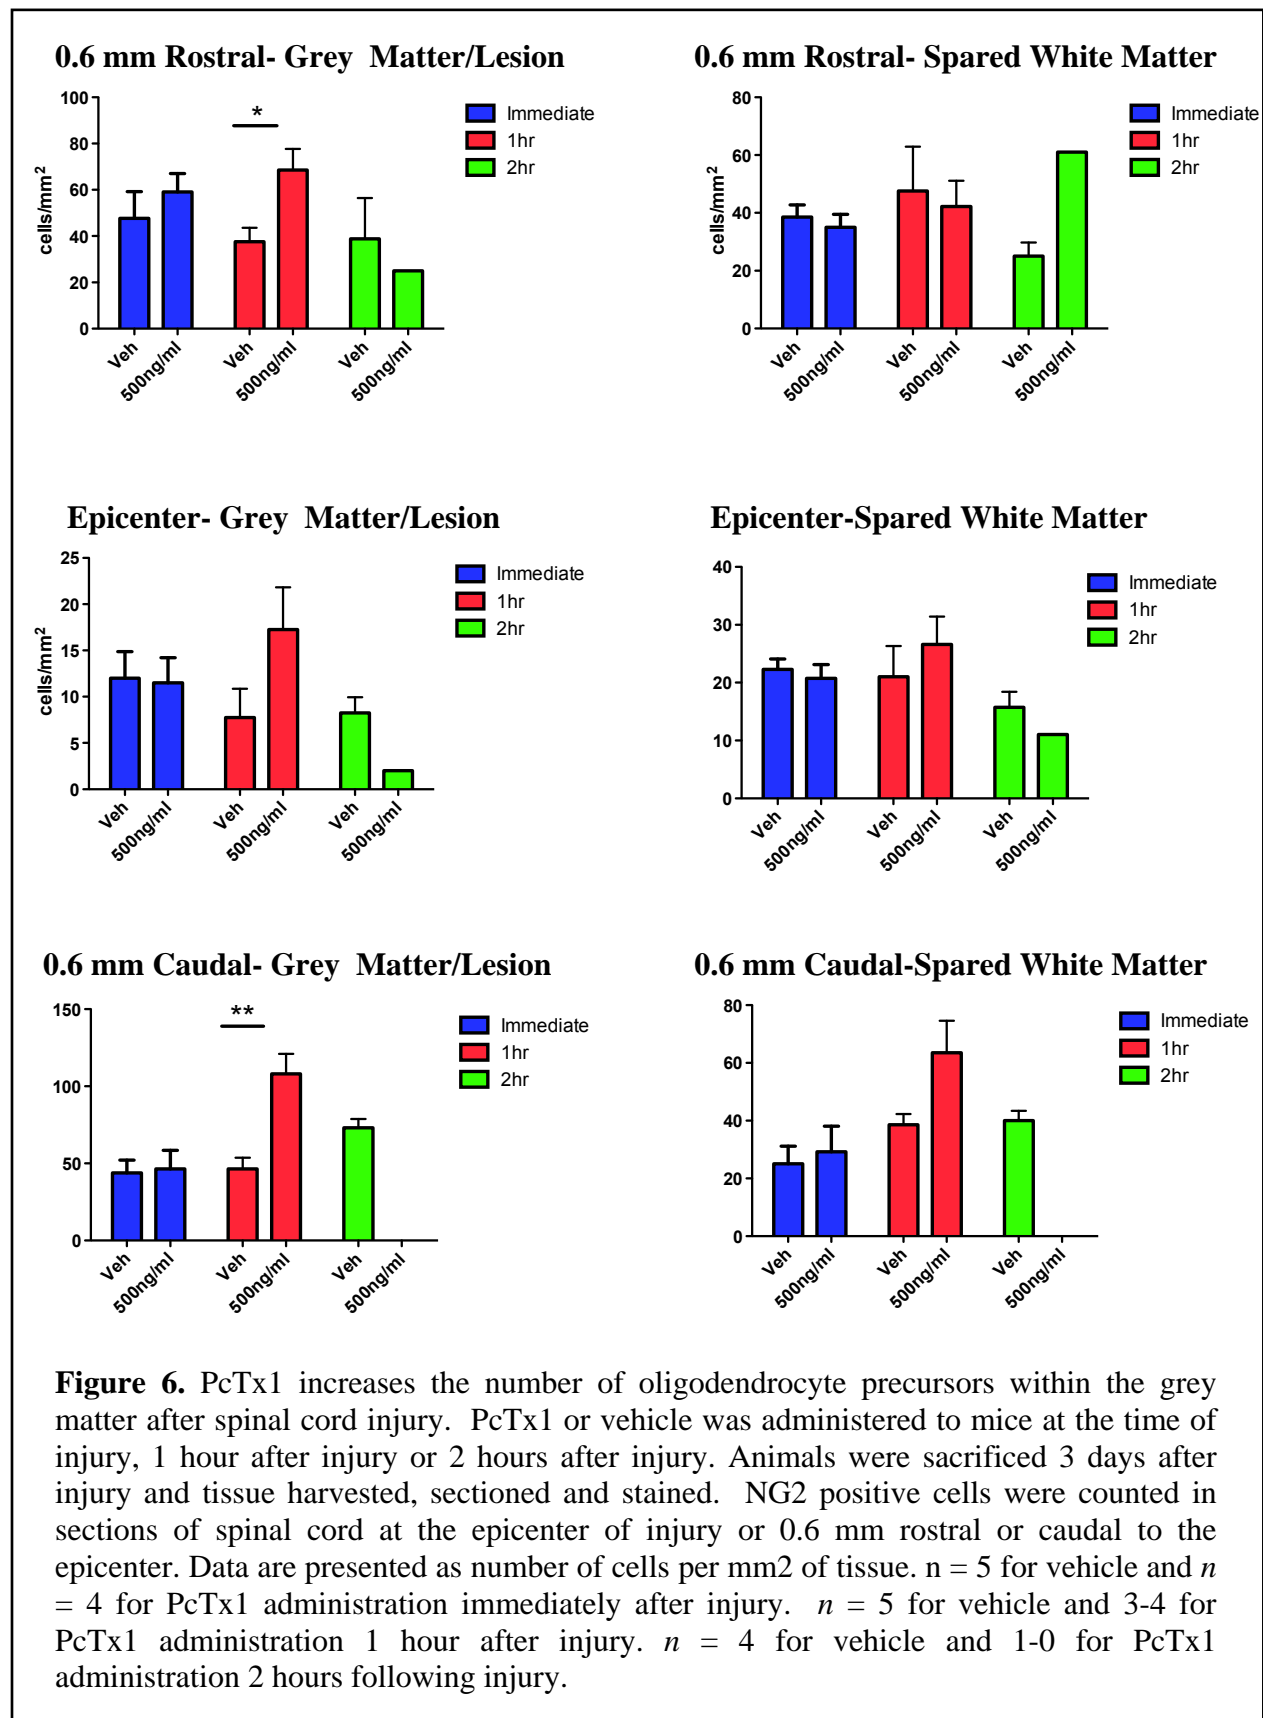 0.6 mm Rostral- Grey  Matter/Lesion
100
80
60
40
20
0
cells/mm²
*
Veh
500ng/ml
Veh
500ng/ml
Veh
500ng/ml
Immediate
1hr
2hr
0.6 mm Rostral- Spared White Matter
80
60
40
20
0
Veh
500ng/ml
Veh
500ng/ml
Veh
500ng/ml
Immediate
1hr
2hr
Epicenter- Grey  Matter/Lesion
25
20
15
10
5
0
cells/mm²
Veh
500ng/ml
Veh
500ng/ml
Veh
500ng/ml
Immediate
1hr
2hr
Epicenter-Spared White Matter
40
30
20
10
0
Veh
500ng/ml
Veh
500ng/ml
Veh
500ng/ml
Immediate
1hr
2hr
0.6 mm Caudal- Grey  Matter/Lesion
150
100
50
0
**
Veh
500ng/ml
Veh
500ng/ml
Veh
500ng/ml
Immediate
1hr
2hr
0.6 mm Caudal-Spared White Matter
80
60
40
20
0
Veh
500ng/ml
Veh
500ng/ml
Veh
500ng/ml
Immediate
1hr
2hr
Figure 6. PcTx1 increases the number of oligodendrocyte precursors within the grey
matter after spinal cord injury.  PcTx1 or vehicle was administered to mice at the time of
injury, 1 hour after injury or 2 hours after injury. Animals were sacrificed 3 days after
injury and tissue harvested, sectioned and stained.  NG2 positive cells were counted in
sections of spinal cord at the epicenter of injury or 0.6 mm rostral or caudal to the
epicenter. Data are presented as number of cells per mm2 of tissue. n = 5 for vehicle and n
= 4 for PcTx1 administration immediately after injury.  n = 5 for vehicle and 3-4 for
PcTx1 administration 1 hour after injury. n = 4 for vehicle and 1-0 for PcTx1
administration 2 hours following injury.